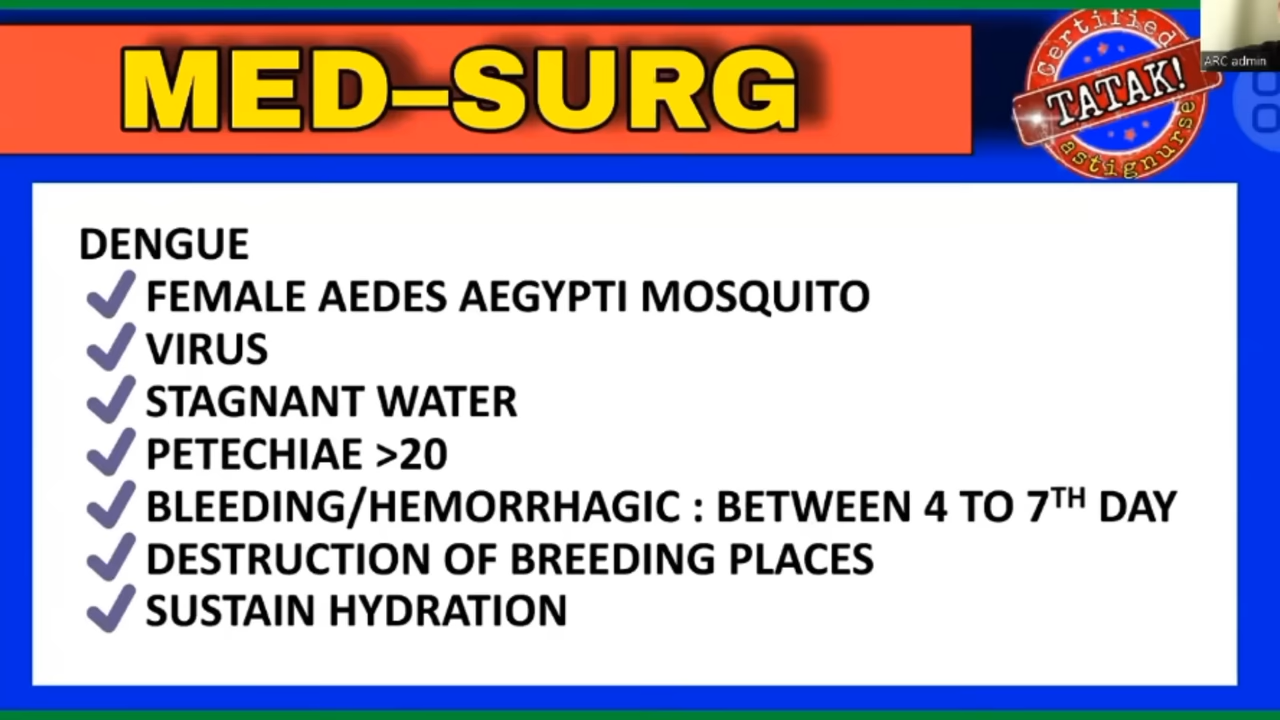 MED–SURG
Certified
TATAK!
astignurse
ARC admin
DENGUE
FEMALE AEDES AEGYPTI MOSQUITO
VIRUS
STAGNANT WATER
PETECHIAE >20
BLEEDING/HEMORRHAGIC : BETWEEN 4 TO 7TH DAY
DESTRUCTION OF BREEDING PLACES
SUSTAIN HYDRATION